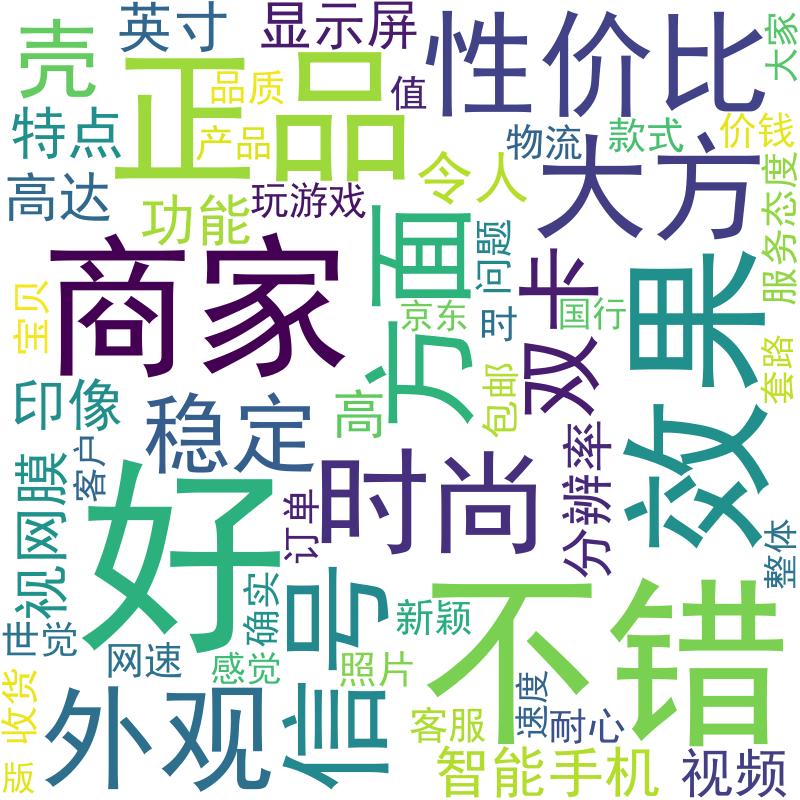 英寸
显示屏
性价比
大家
壳
正品
品质
值
特点
产品
物流
款式
价钱
高达
功能
玩游戏
令人
大方
服务态度
商家
方面
问题
双卡
效果
宝贝
京东
时
国行
印像
稳定
高
包邮
套路
视网膜
客户
好
订单
时尚
分辨率
整体
世觉
网速
确实
感觉
信号
照片
新颖
不错
收货
版
外观
客服
速度
耐心
智能手机
视频